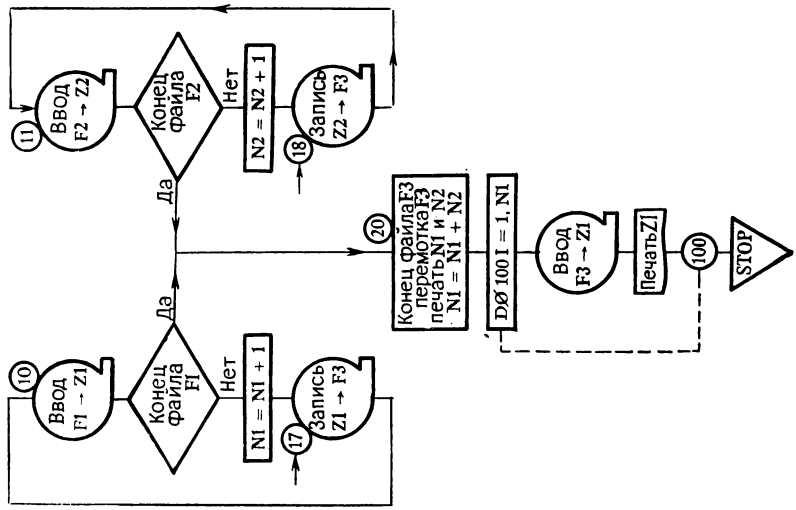 10
Ввод
F1 → Z1
Конец
файла
F1
Да
Нет
N1 = N1 + 1
17
Запись
Z1 → F3
11
Ввод
F2 → Z2
Конец
файла
F2
Да
Нет
N2 = N2 + 1
18
Запись
Z2 → F3
20
Конец файла F3
перемотка F3
печать N1 и N2
N1 = N1 + N2
DØ 100 I = 1, N1
Ввод
F3 → Z1
Печать Z1
100
STOP